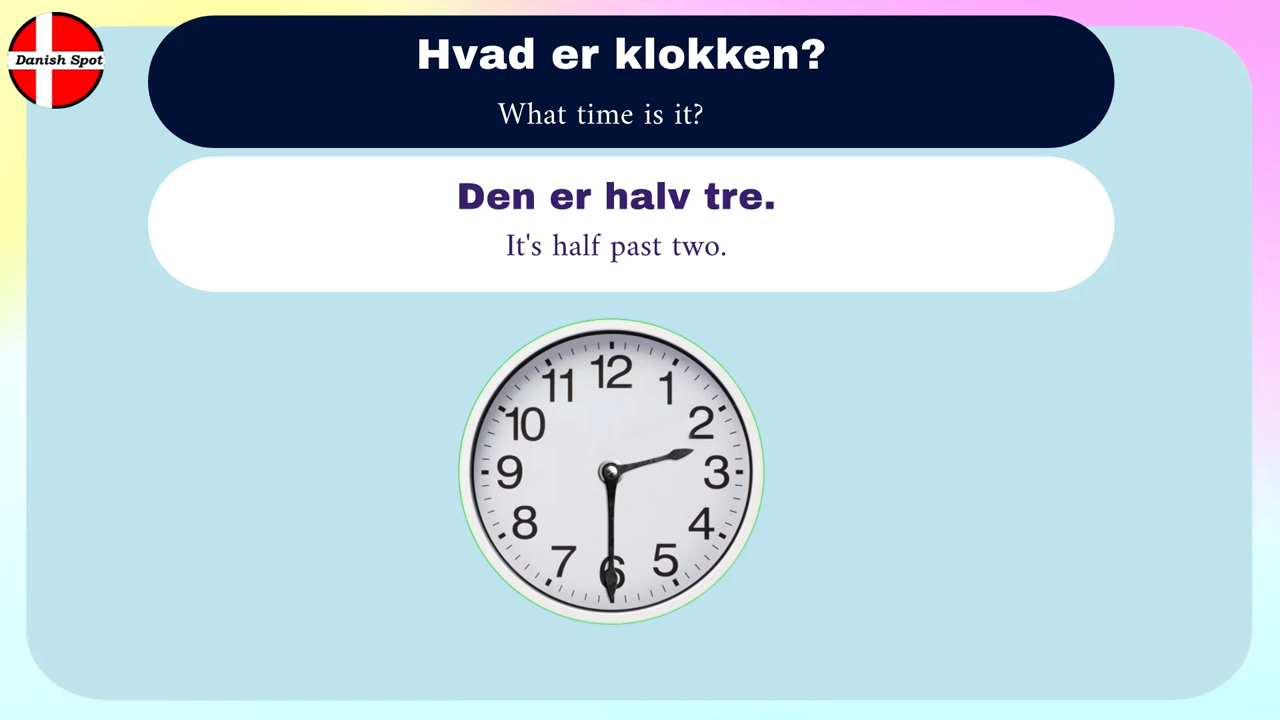 Danish Spot
Hvad er klokken?
What time is it?
Den er halv tre.
It's half past two.
12
11
1
10
2
9
3
8
4
7
5
6